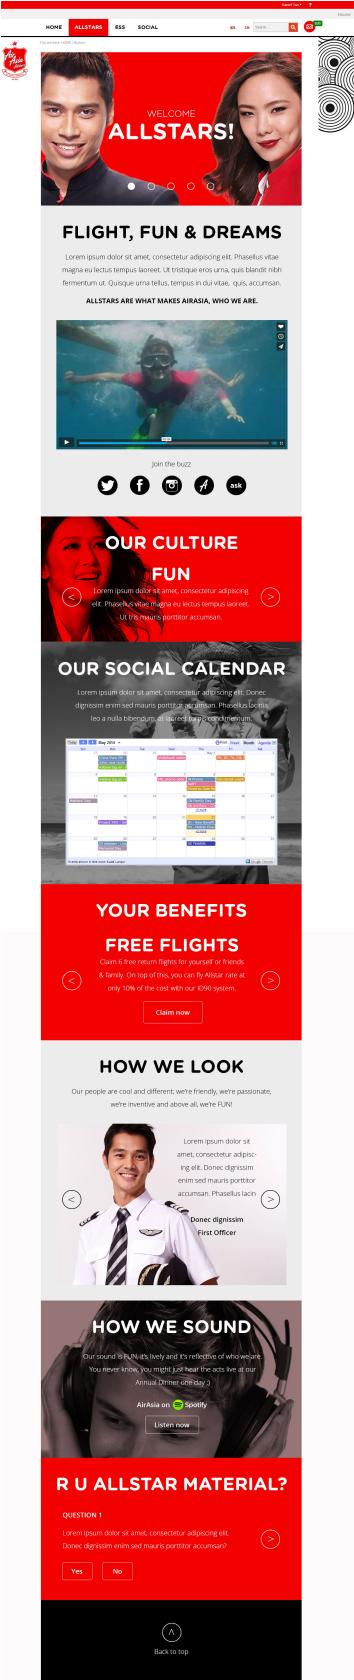 HOME ALLSTARS ESS SOCIAL
Search...
WELCOME
ALLSTARS!
FLIGHT, FUN & DREAMS
Lorem ipsum dolor sit amet, consectetur adipiscing elit. Phasellus vitae
magna eu lectus tempus laoreet. Ut tristique eros urna, quis blandit nibh
fermentum ut. Quisque urna tellus, tempus in dui vitae, quis, accumsan.
ALLSTARS ARE WHAT MAKES AIRASIA, WHO WE ARE.
Join the buzz
ask
OUR CULTURE
FUN
Lorem ipsum dolor sit amet, consectetur adipiscing
elit. Phasellus vitae magna eu lectus tempus laoreet.
Ut tris mauris porttitor accumsan.
OUR SOCIAL CALENDAR
Lorem ipsum dolor sit amet, consectetur adipiscing elit. Donec
dignissim enim sed mauris porttitor accumsan. Phasellus lacinia
leo a nulla bibendum, at laoreet turpis condimentum.
May 2014
Print Week Month Agenda
YOUR BENEFITS
FREE FLIGHTS
Claim 6 free return flights for yourself or friends
& family. On top of this, you can fly Allstar rate at
only 10% of the cost with our ID90 system.
Claim now
HOW WE LOOK
Our people are cool and different; we're friendly, we're passionate,
we're inventive and above all, we're FUN!
Lorem ipsum dolor sit
amet, consectetur adipisc-
ing elit. Donec dignissim
enim sed mauris porttitor
accumsan. Phasellus lacin
Donec dignissim
First Officer
HOW WE SOUND
Our sound is FUN, it's lively and it's reflective of who we are.
You never know, you might just hear the acts live at our
Annual Dinner one day ;)
AirAsia on Spotify
Listen now
R U ALLSTAR MATERIAL?
QUESTION 1
Lorem ipsum dolor sit amet, consectetur adipiscing elit.
Donec dignissim enim sed mauris porttitor accumsan?
Yes No
Back to top